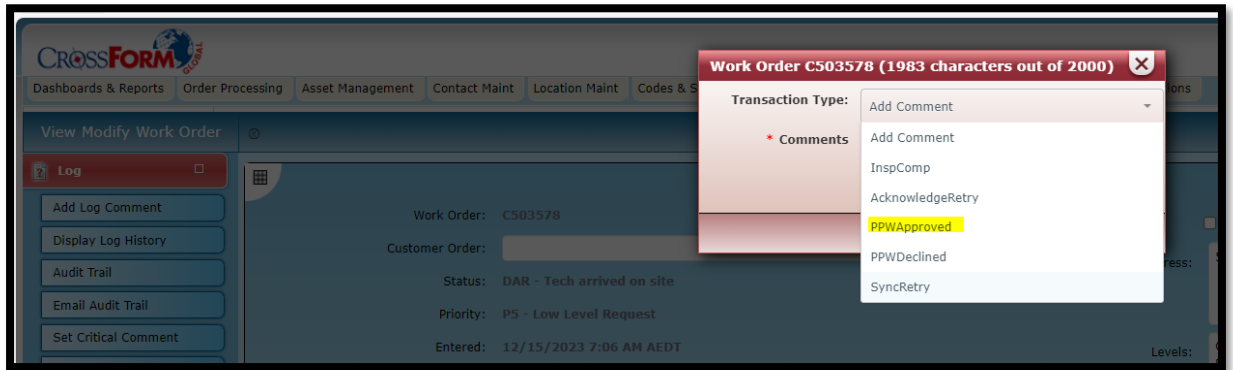 CROSSFORM GLOBAL
Dashboards & Reports Order Processing Asset Management Contact Maint Location Maint Codes & S ions
View Modify Work Order
Log
Add Log Comment
Display Log History
Audit Trail
Email Audit Trail
Set Critical Comment
Work Order: C503578
Customer Order:
Status: DAR - Tech arrived on site
Priority: P5 - Low Level Request
Entered: 12/15/2023 7:06 AM AEDT
Work Order C503578 (1983 characters out of 2000)
Transaction Type: Add Comment
* Comments
Add Comment
InspComp
AcknowledgeRetry
PPWApproved
PPWDeclined
SyncRetry
ress:
Levels: